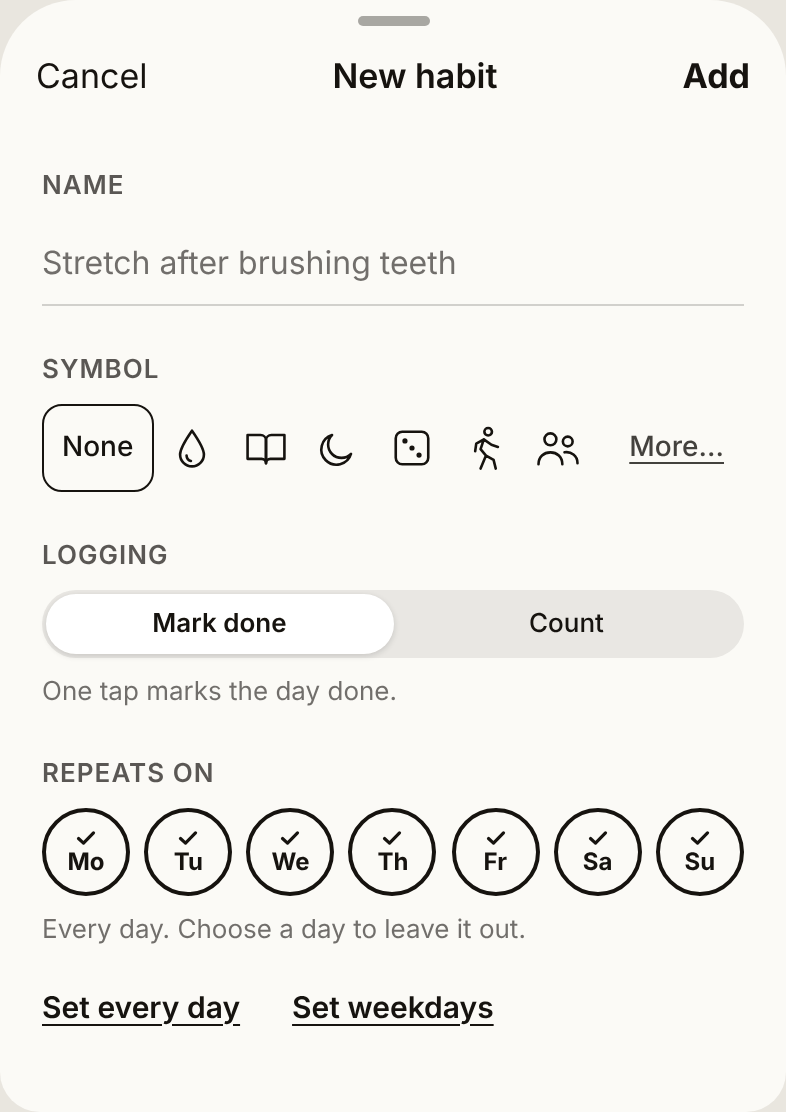 Cancel New habit Add
NAME
Stretch after brushing teeth
SYMBOL
None More...
LOGGING
Mark done Count
One tap marks the day done.
REPEATS ON
Mo Tu We Th Fr Sa Su
Every day. Choose a day to leave it out.
Set every day Set weekdays